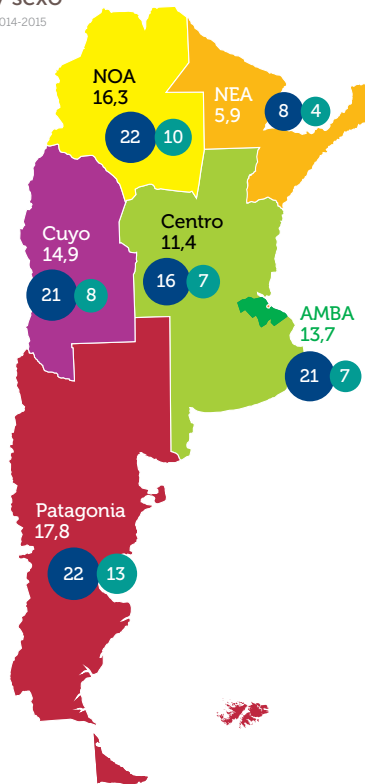 sexo
2014-2015
NOA
16,3
22 10
NEA
5,9
8 4
Cuyo
14,9
21 8
Centro
11,4
16 7
AMBA
13,7
21 7
Patagonia
17,8
22 13